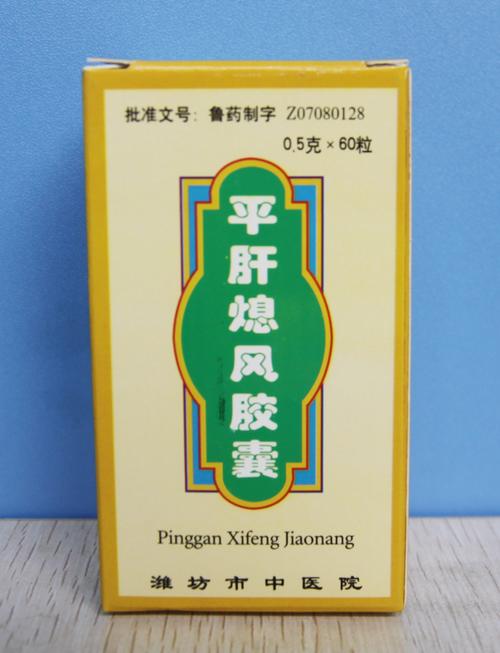 批准文号：鲁药制字 Z07080128
0.5克×60粒
平肝熄风胶囊
Pinggan Xifeng Jiaonang
潍坊市中医院